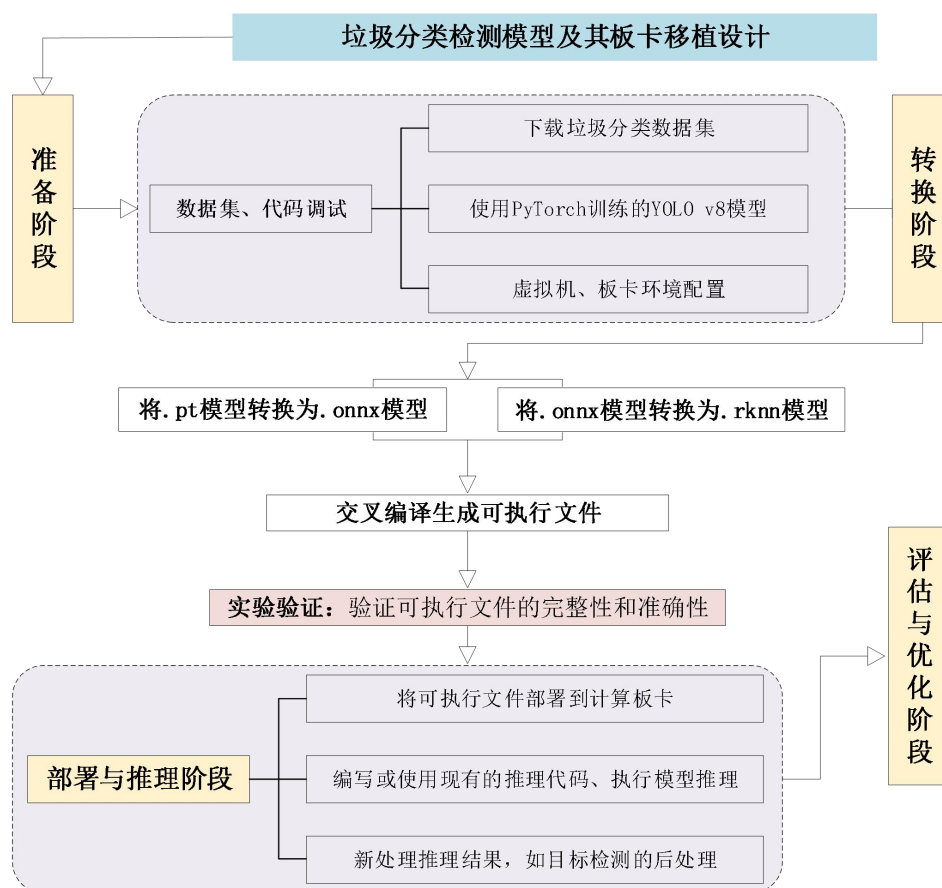 垃圾分类检测模型及其板卡移植设计
准备阶段
数据集、代码调试
下载垃圾分类数据集
使用PyTorch训练的YOLO v8模型
虚拟机、板卡环境配置
转换阶段
将.pt模型转换为.onnx模型
将.onnx模型转换为.rknn模型
交叉编译生成可执行文件
实验验证：验证可执行文件的完整性和准确性
部署与推理阶段
将可执行文件部署到计算板卡
编写或使用现有的推理代码、执行模型推理
新处理推理结果，如目标检测的后处理
评估与优化阶段